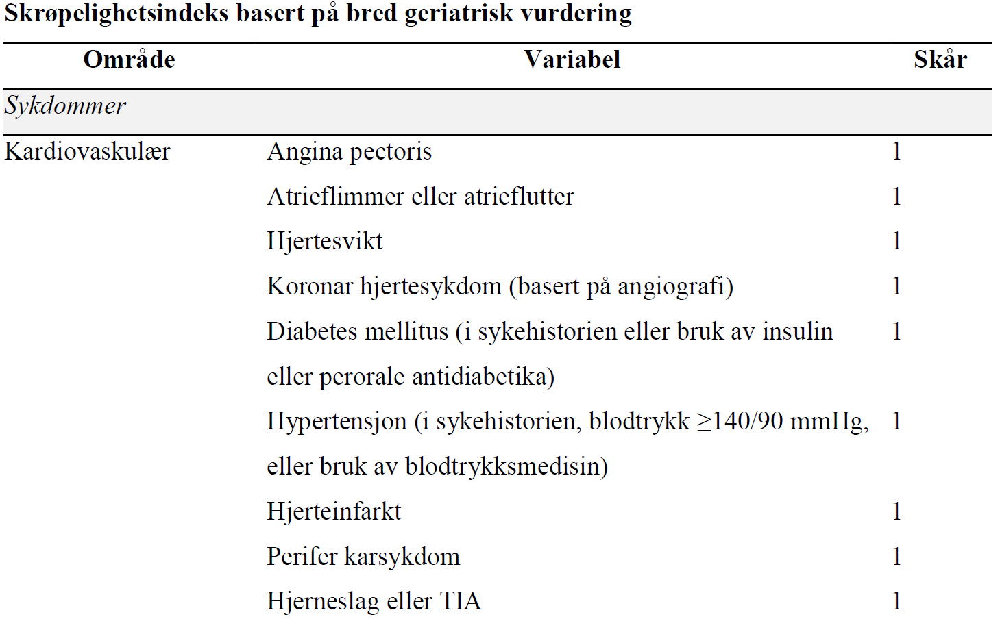 Skrøpelighetsindeks basert på bred geriatrisk vurdering
Område Variabel Skår
Sykdommer
Kardiovaskulær Angina pectoris 1
Atrieflimmer eller atrieflutter 1
Hjertesvikt 1
Koronar hjertesykdom (basert på angiografi) 1
Diabetes mellitus (i sykehistorien eller bruk av insulin 1
eller perorale antidiabetika)
Hypertensjon (i sykehistorien, blodtrykk ≥140/90 mmHg, 1
eller bruk av blodtrykksmedisin)
Hjerteinfarkt 1
Perifer karsykdom 1
Hjerneslag eller TIA 1